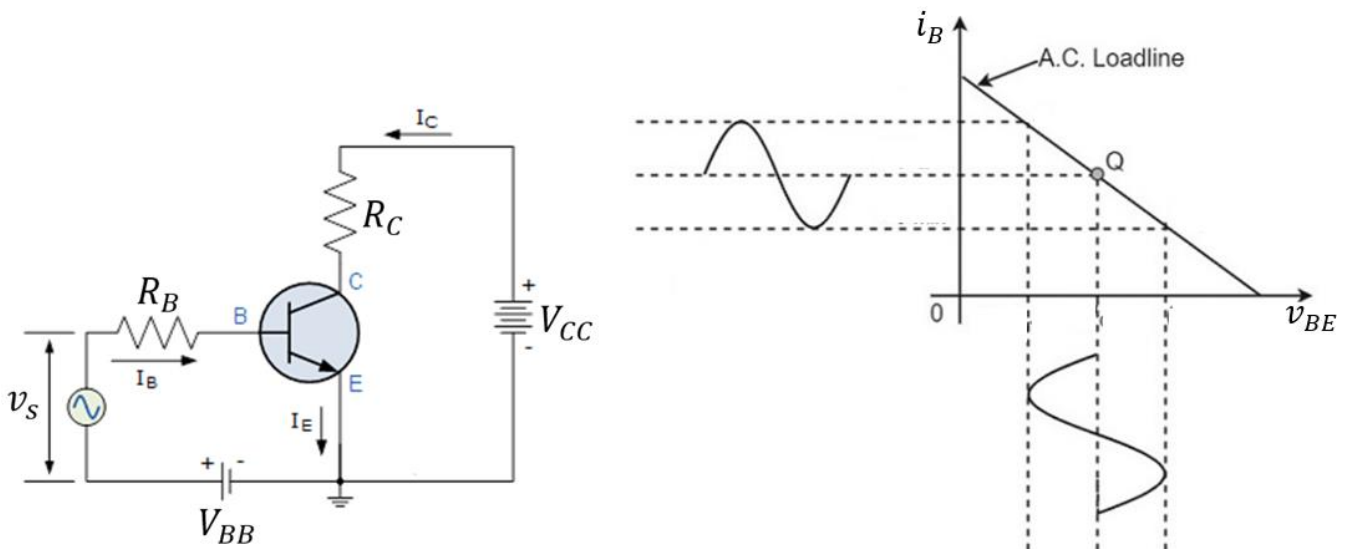 I_C
R_C
C
R_B
B
I_B
E
I_E
v_s
+
-
V_CC
+ -
V_BB
i_B
A.C. Loadline
Q
0
v_BE